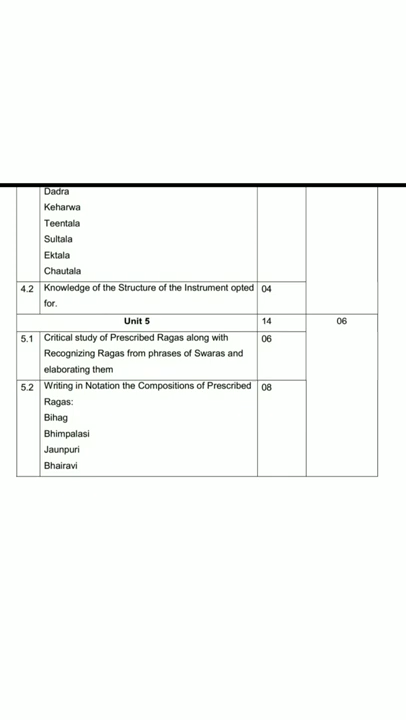 Dadra
Keharwa
Teentala
Sultala
Ektala
Chautala
4.2 Knowledge of the Structure of the Instrument opted 04
for.
Unit 5 14 06
5.1 Critical study of Prescribed Ragas along with 06
Recognizing Ragas from phrases of Swaras and
elaborating them
5.2 Writing in Notation the Compositions of Prescribed 08
Ragas:
Bihag
Bhimpalasi
Jaunpuri
Bhairavi